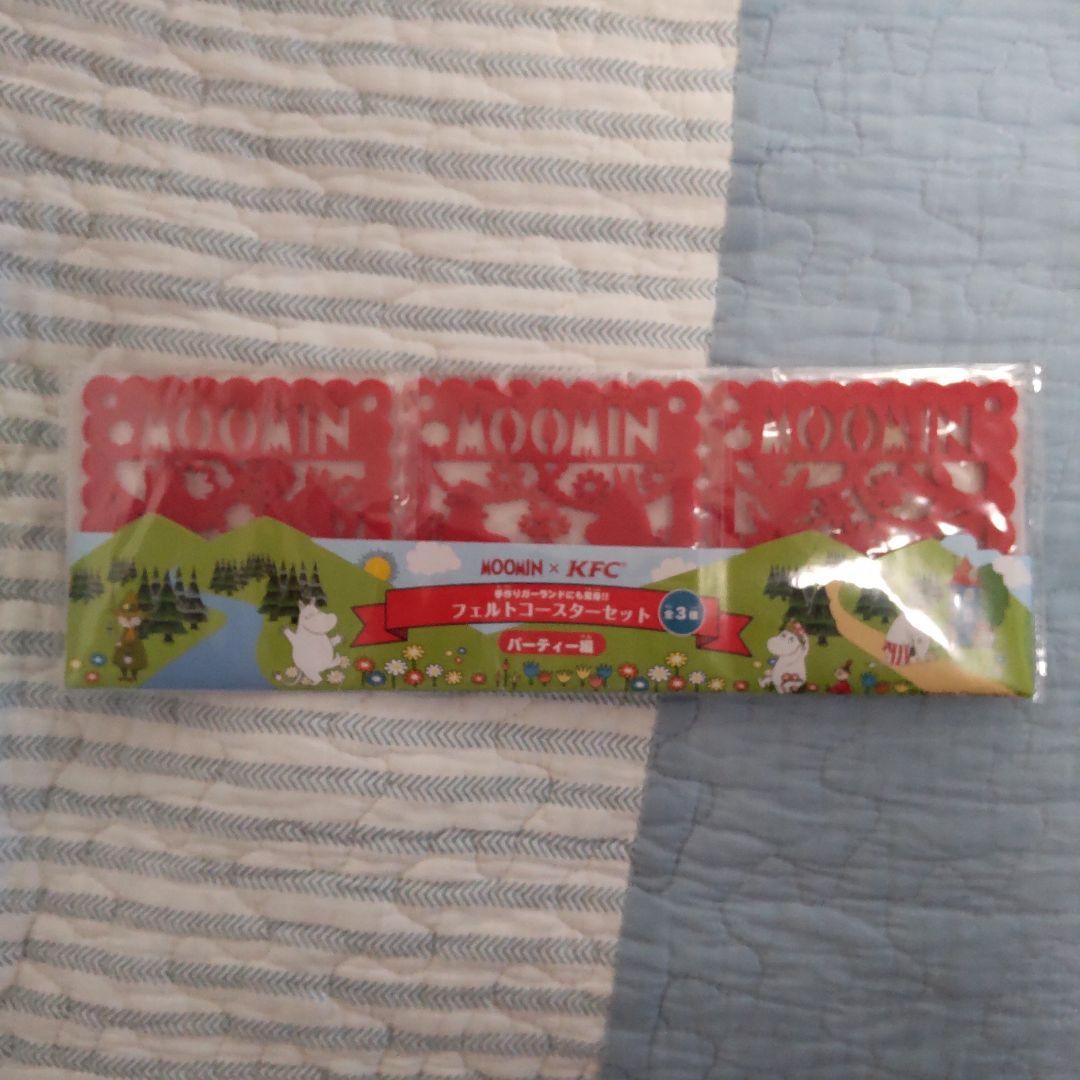 MOOMIN MOOMIN MOOMIN
MOOMIN × KFC
手作りガーランドにも変身!!
フェルトコースターセット
全3種
パーティー編